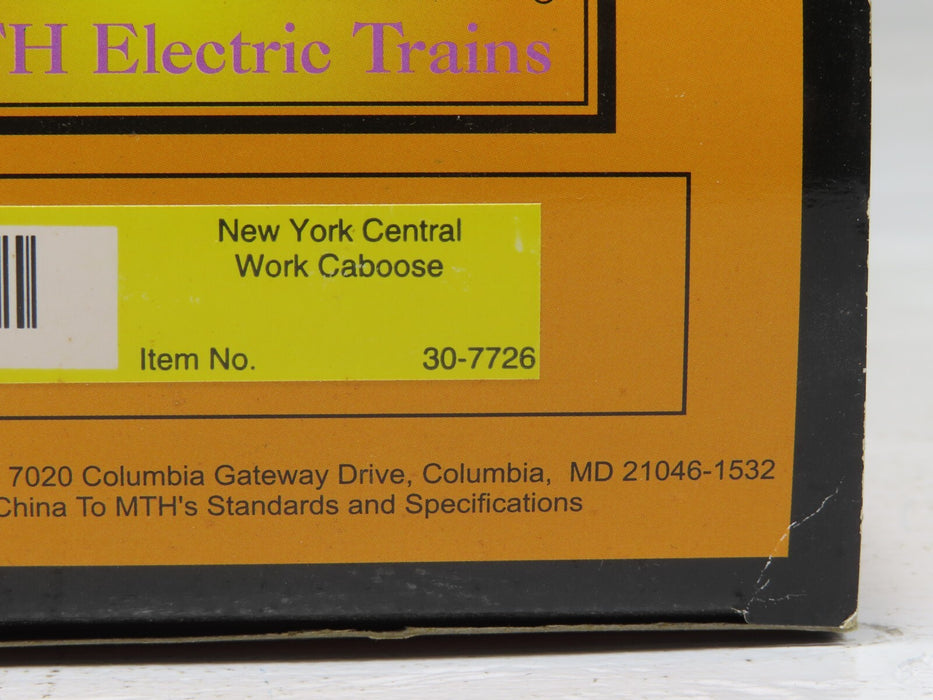 TH Electric Trains
New York Central
Work Caboose
Item No. 30-7726
7020 Columbia Gateway Drive, Columbia, MD 21046-1532
China To MTH's Standards and Specifications